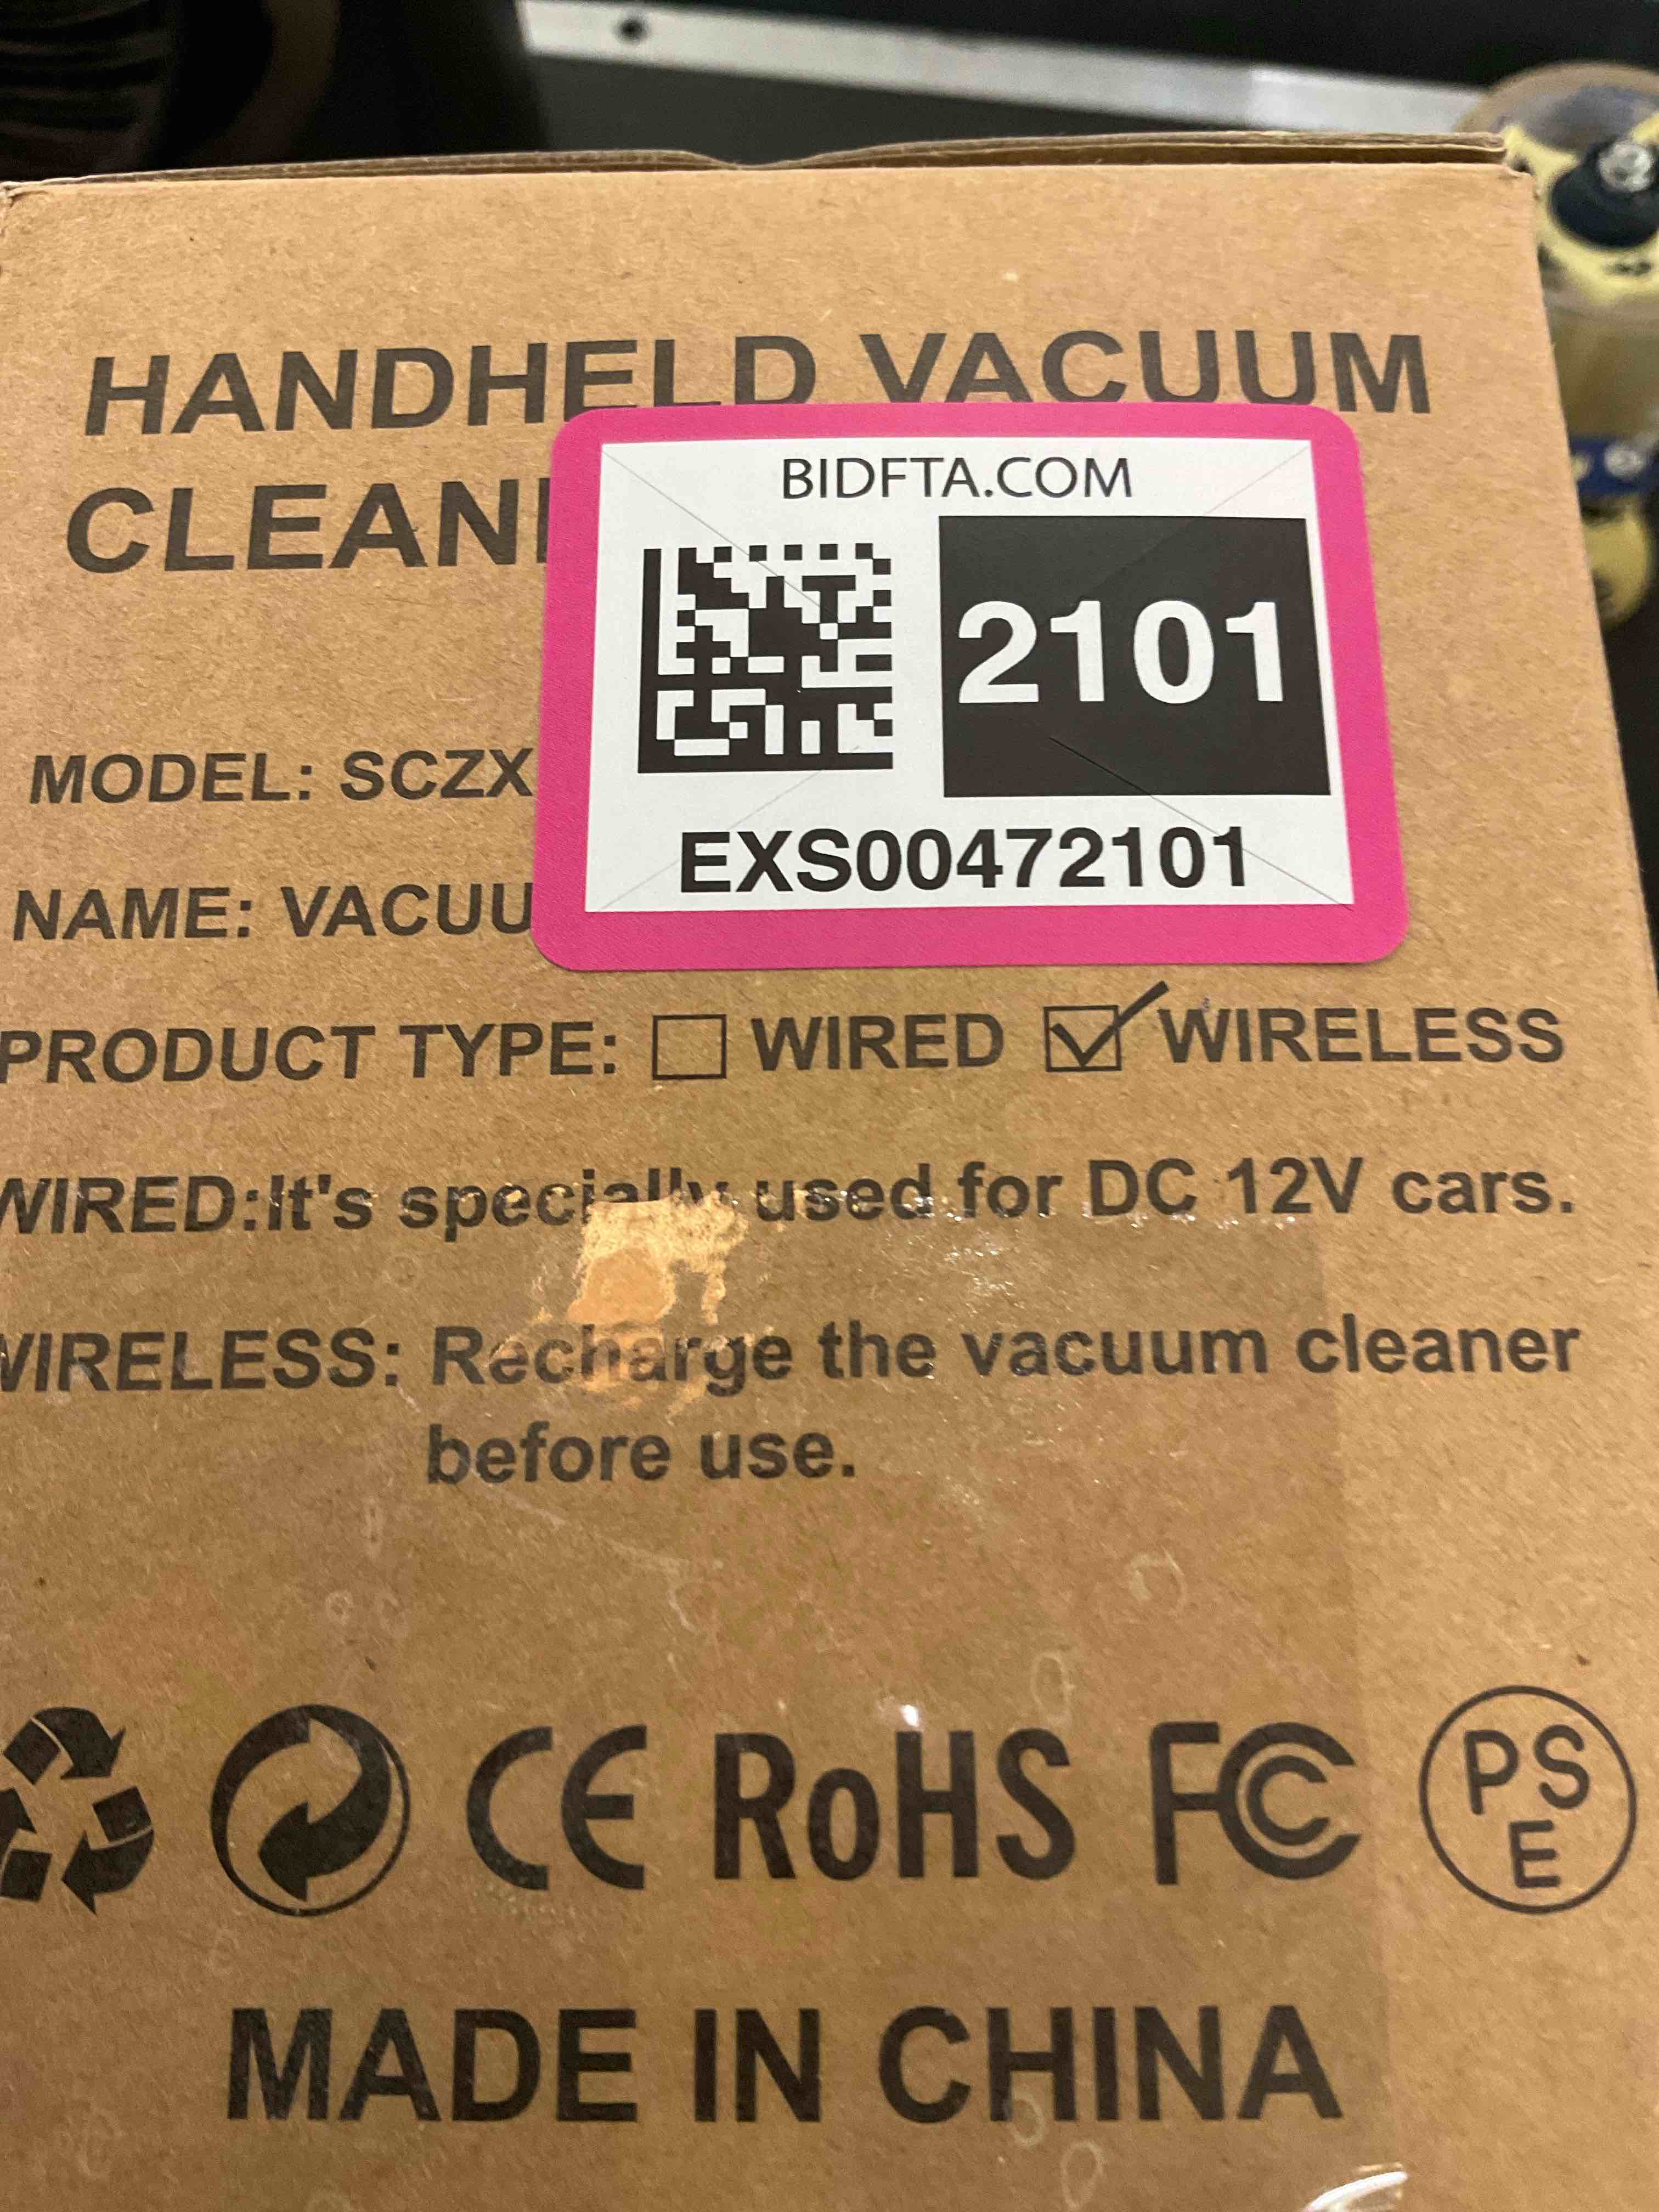 HANDHELD VACUUM
CLEAN
BIDFTA.COM
2101
EXS00472101
MODEL: SCZX
NAME: VACUU
PRODUCT TYPE: WIRED WIRELESS
WIRED:It's specially used for DC 12V cars.
WIRELESS: Recharge the vacuum cleaner
before use.
CE RoHS FC PSE
MADE IN CHINA